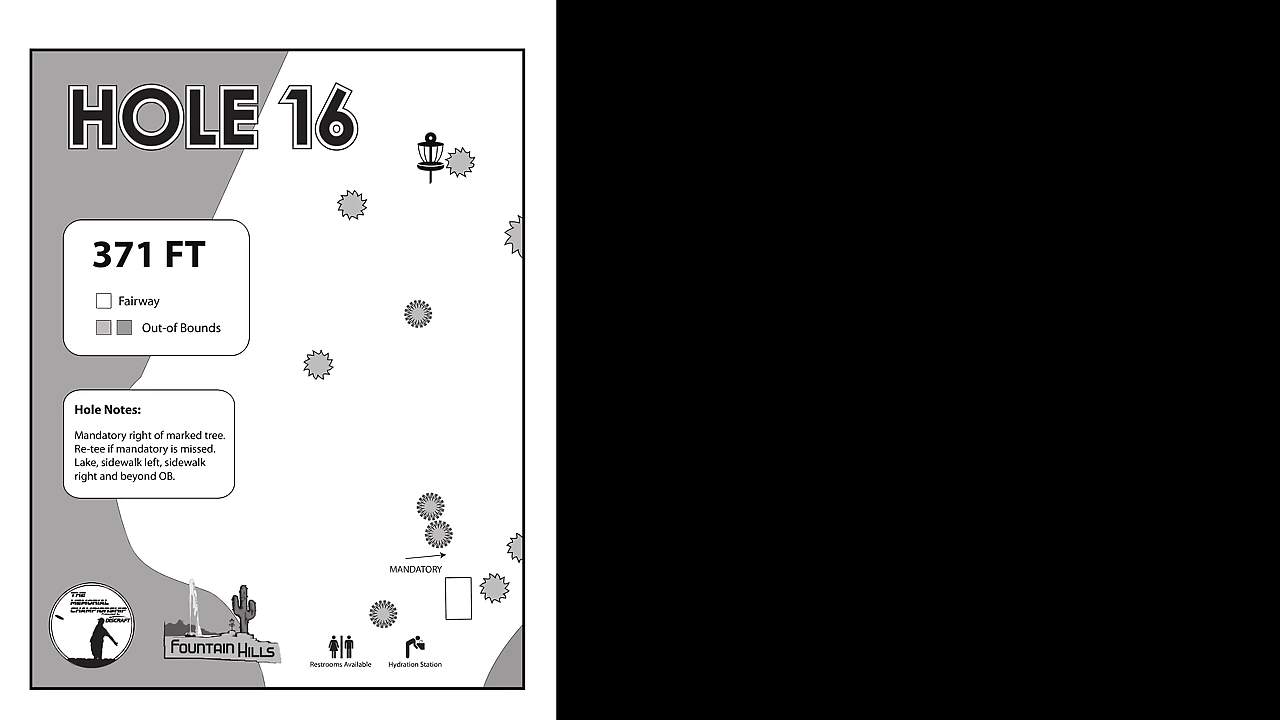 HOLE 16
371 FT
Fairway
Out-of Bounds
Hole Notes:
Mandatory right of marked tree.
Re-tee if mandatory is missed.
Lake, sidewalk left, sidewalk
right and beyond OB.
MANDATORY
THE
MEMORIAL
CHAMPIONSHIP
DISCRAFT
FOUNTAIN HILLS
Restrooms Available
Hydration Station